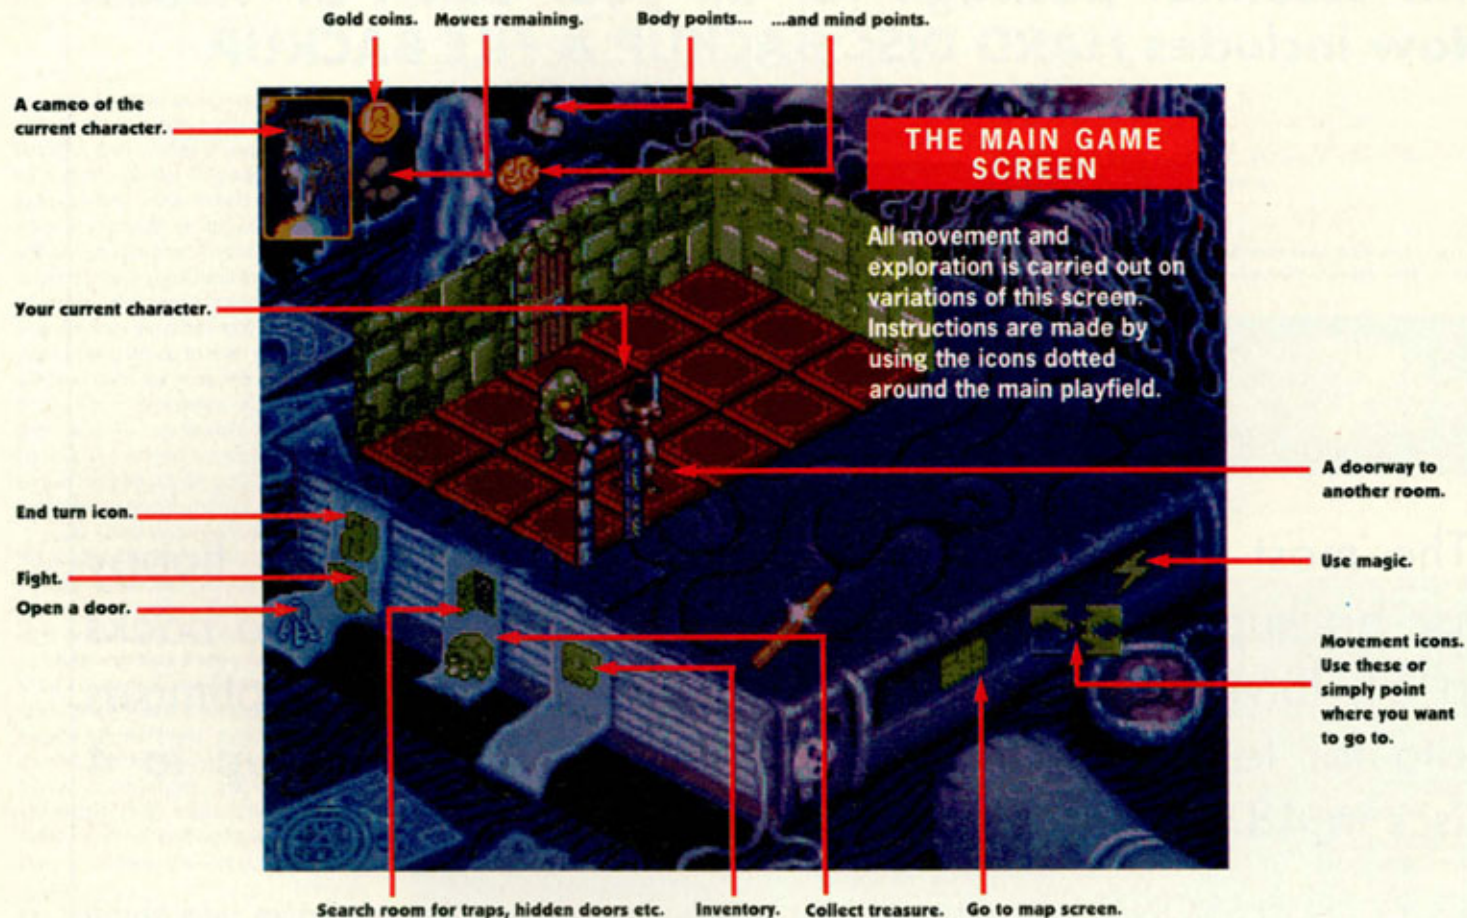 Gold coins. Moves remaining. Body points... ...and mind points.
A cameo of the
current character.
THE MAIN GAME
SCREEN
All movement and
exploration is carried out on
variations of this screen.
Instructions are made by
using the icons dotted
around the main playfield.
Your current character.
A doorway to
another room.
End turn icon.
Fight.
Open a door.
Use magic.
Movement icons.
Use these or
simply point
where you want
to go to.
Search room for traps, hidden doors etc. Inventory. Collect treasure. Go to map screen.